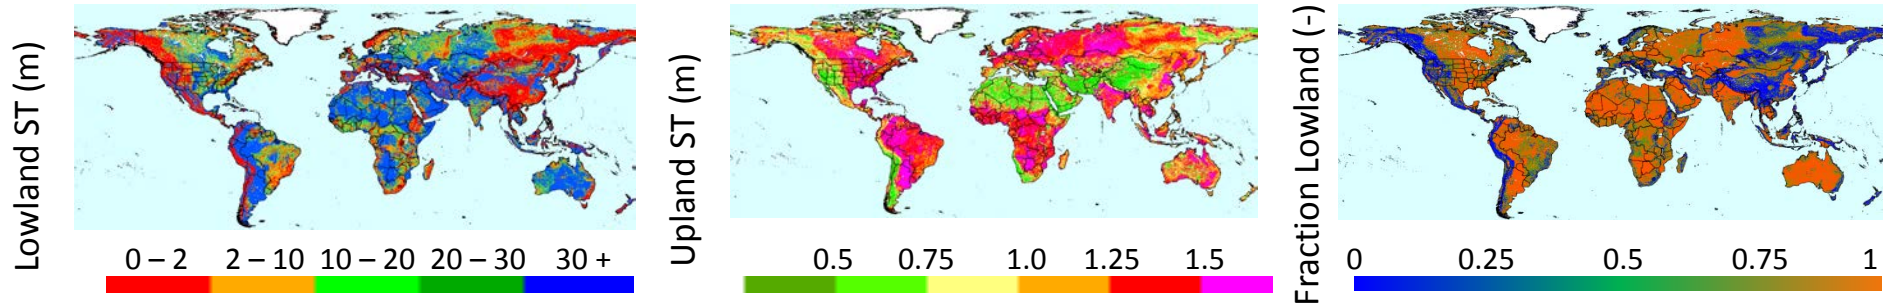 Lowland ST (m)
0 – 2 2 – 10 10 – 20 20 – 30 30 +
Upland ST (m)
0.5 0.75 1.0 1.25 1.5
Fraction Lowland (-)
0 0.25 0.5 0.75 1